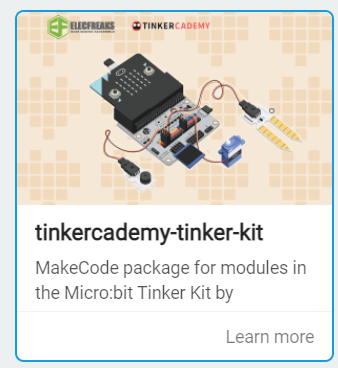 ELECFREAKS
TINKERCADEMY
tinkercademy-tinker-kit
MakeCode package for modules in
the Micro:bit Tinker Kit by
Learn more